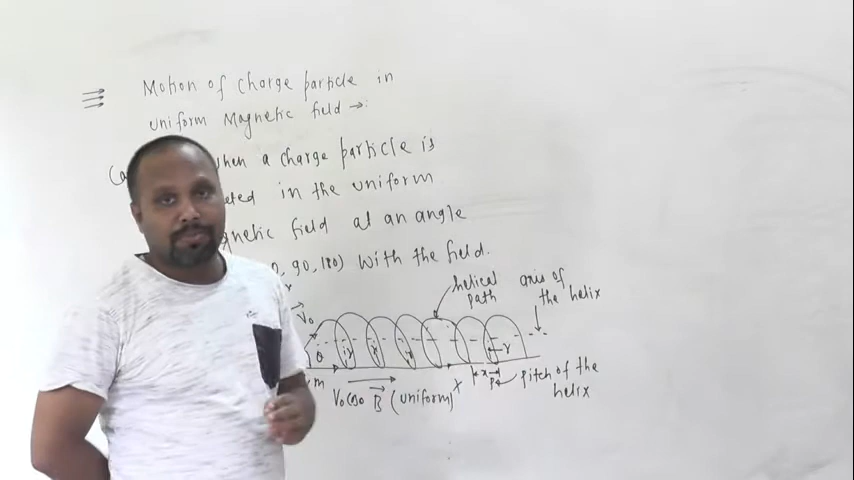 Motion of charge particle in
uniform Magnetic field →:
when a charge particle is
in the uniform
field at an angle
0, 90, 180) with the field.
helical path
axis of the helix
V₀
θ
r
r
r
r
m
V₀cosθ
B (uniform)
x
x
P
pitch of the helix